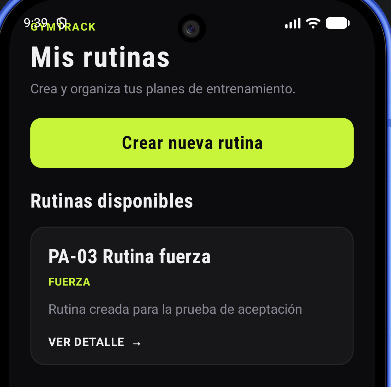 9:39
GYMTRACK
Mis rutinas
Crea y organiza tus planes de entrenamiento.
Crear nueva rutina
Rutinas disponibles
PA-03 Rutina fuerza
FUERZA
Rutina creada para la prueba de aceptación
VER DETALLE →